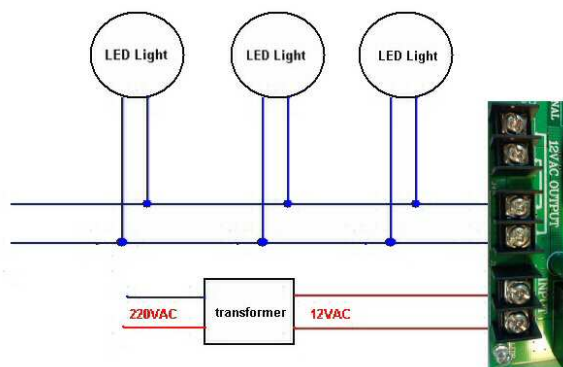 LED Light
LED Light
LED Light
12VAC OUTPUT
220VAC
transformer
12VAC